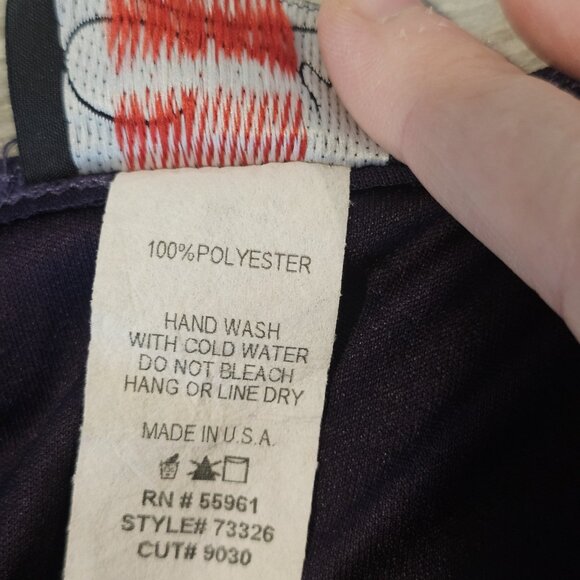 100%POLYESTER
HAND WASH
WITH COLD WATER
DO NOT BLEACH
HANG OR LINE DRY
MADE IN U.S.A.
RN # 55961
STYLE# 73326
CUT# 9030